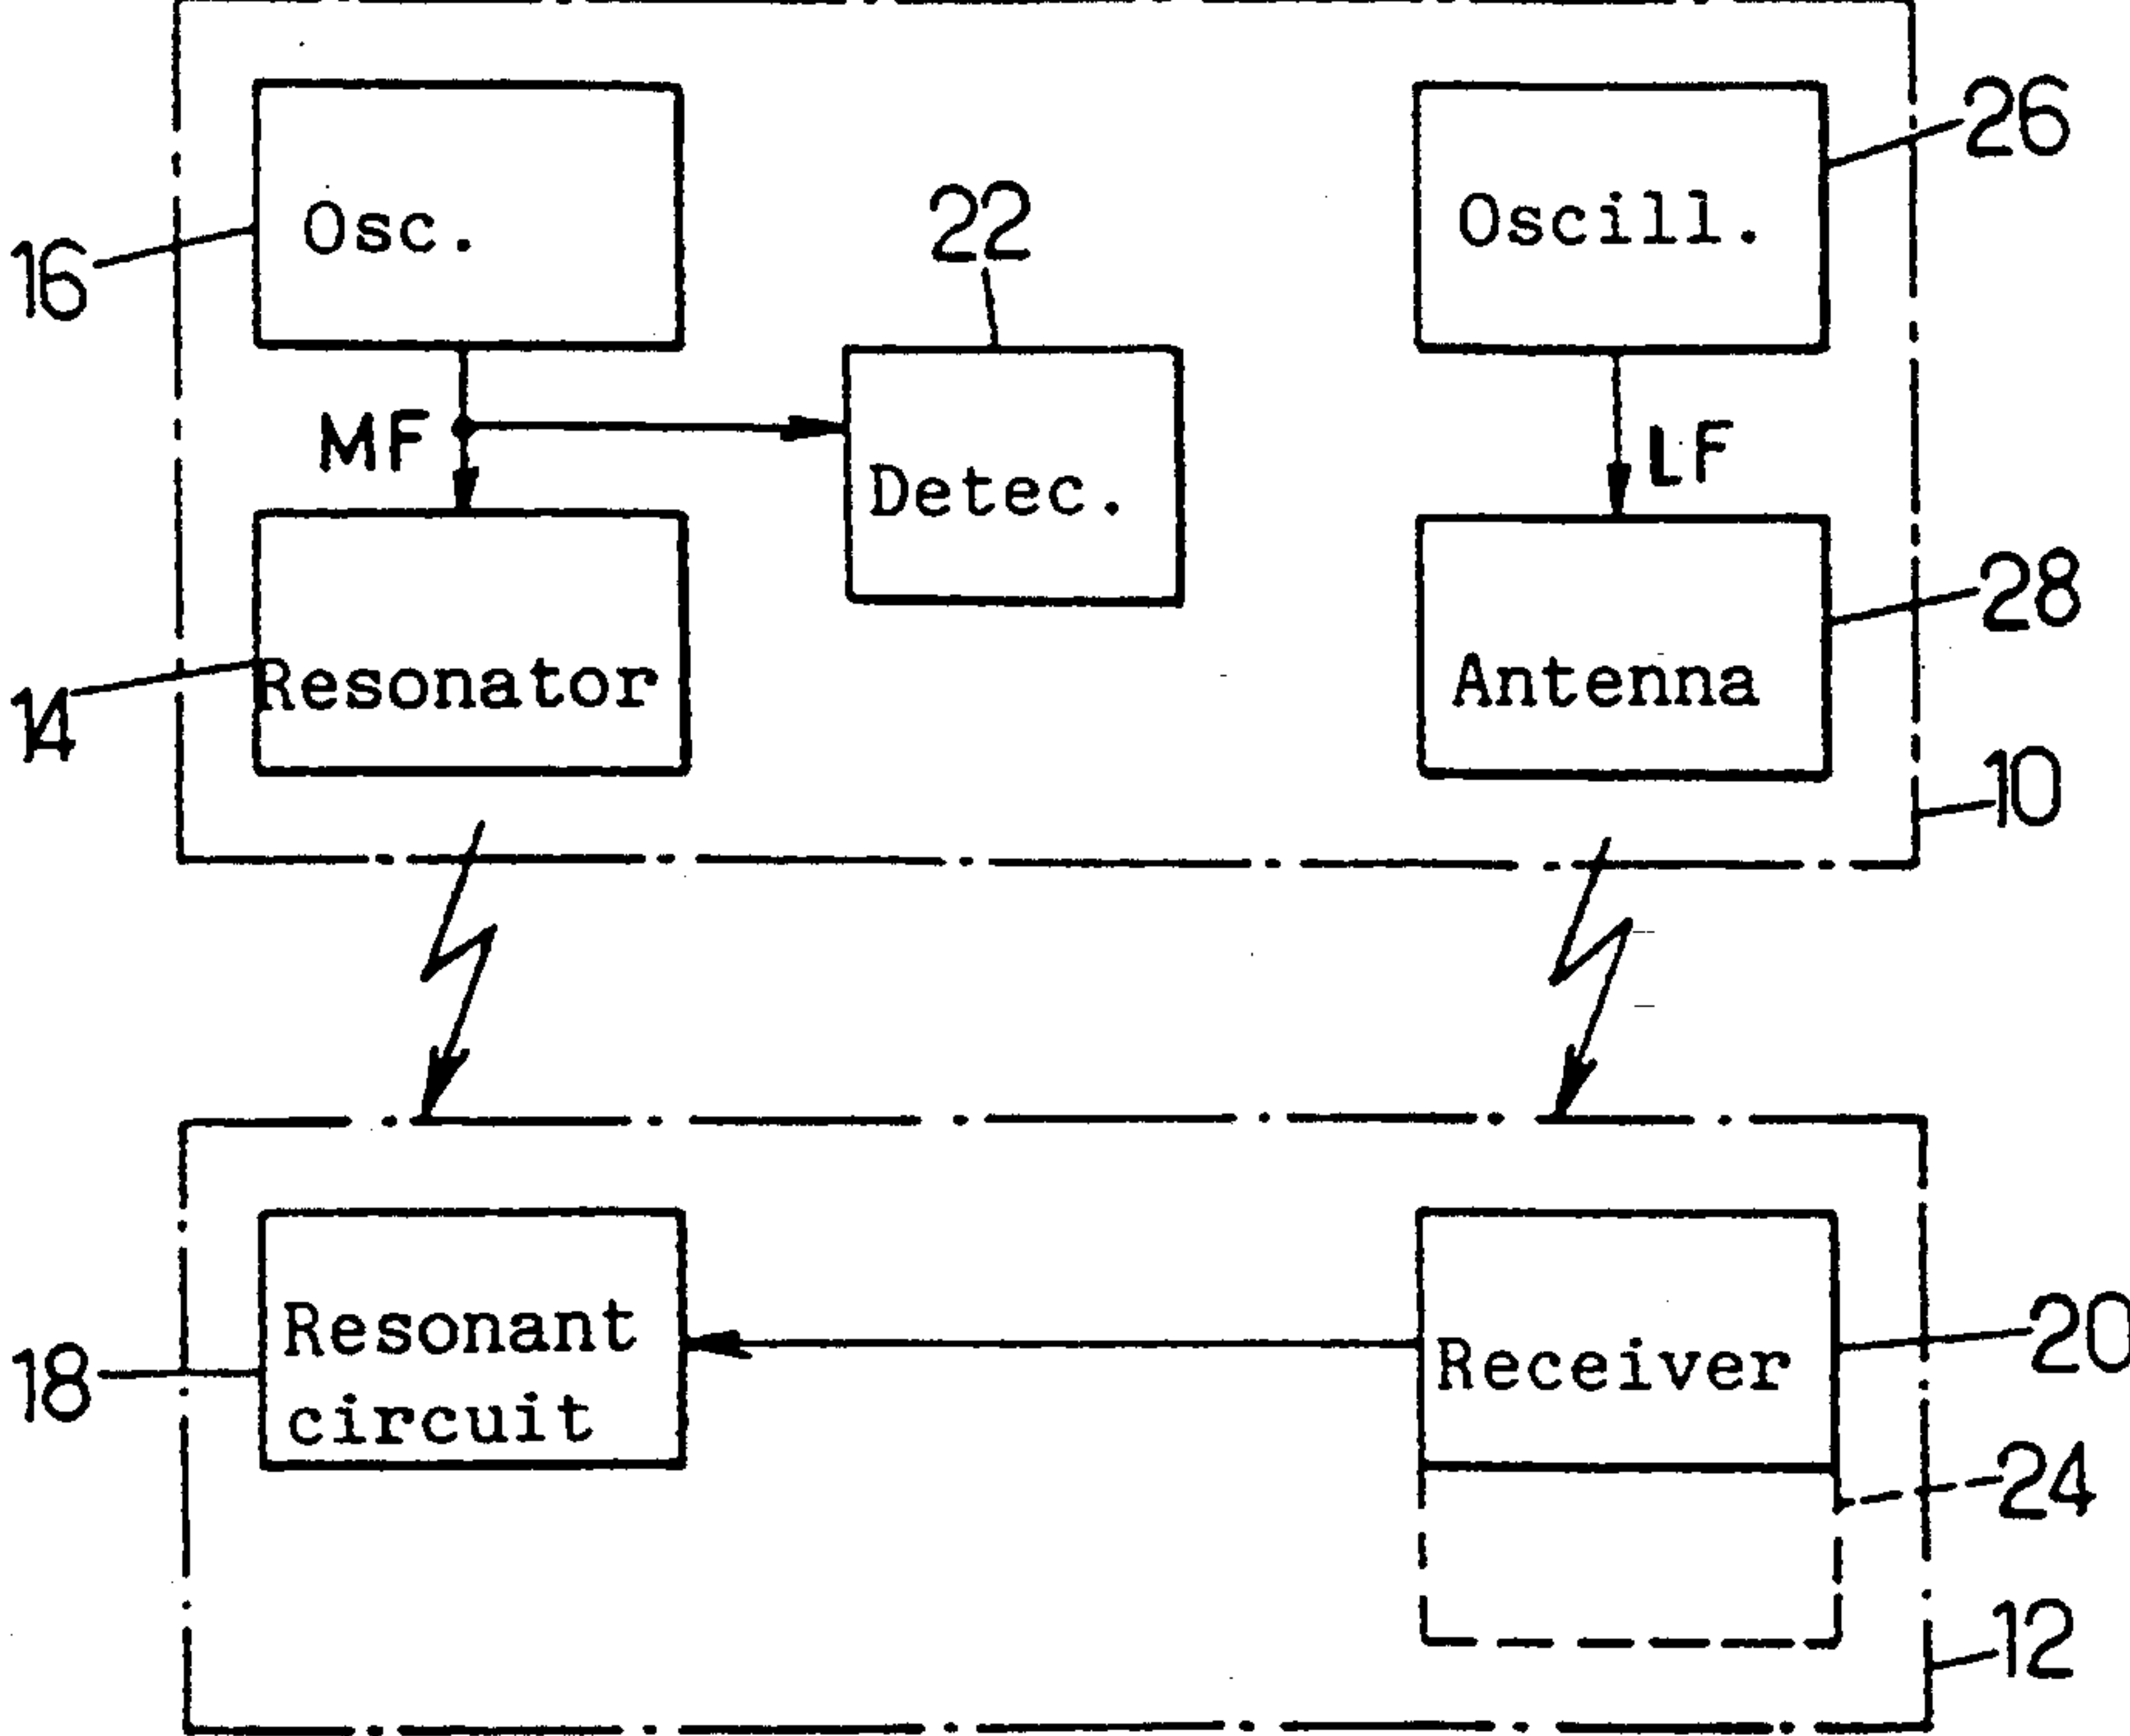 Osc.
26
Oscill.
22
16
MF
LF
Detec.
28
Resonator
Antenna
14
10
Resonant
circuit
Receiver
20
18
24
12